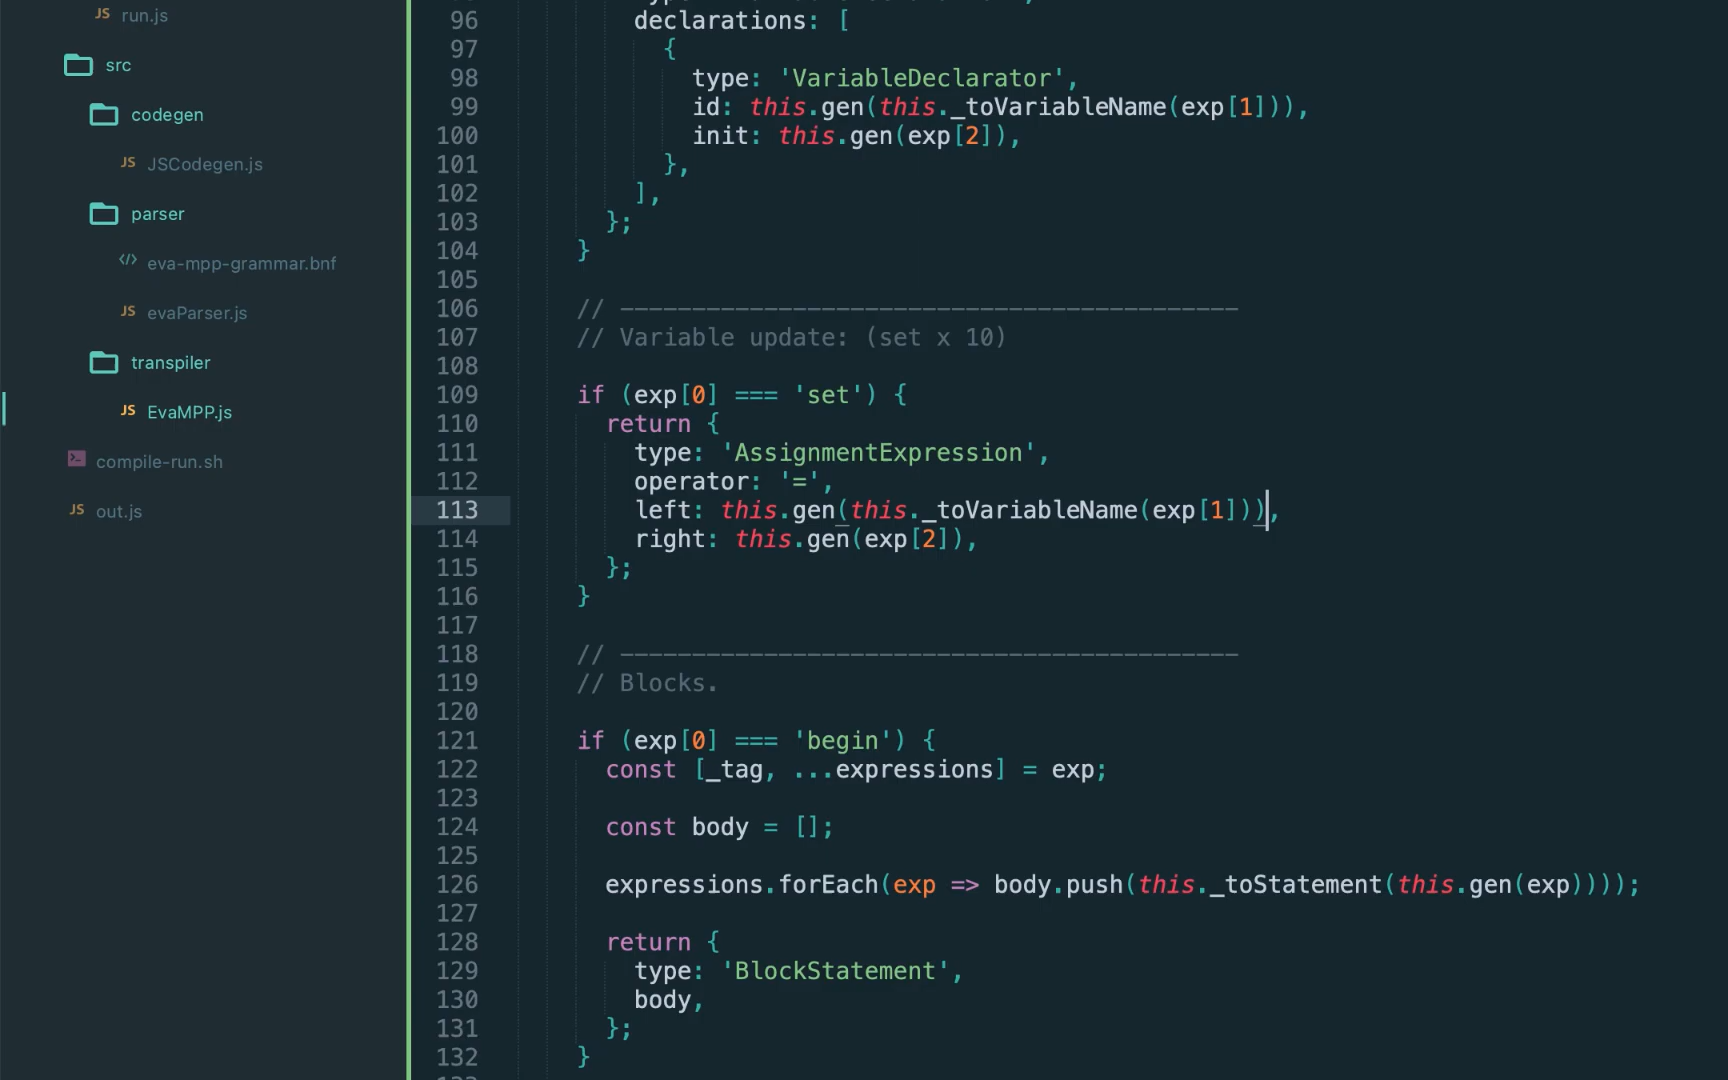 JS run.js
src
codegen
JS JSCodegen.js
parser
</> eva-mpp-grammar.bnf
JS evaParser.js
transpiler
JS EvaMPP.js
compile-run.sh
JS out.js
96 declarations: [
97 {
98 type: 'VariableDeclarator',
99 id: this.gen(this._toVariableName(exp[1])),
100 init: this.gen(exp[2]),
101 },
102 ],
103 };
104 }
105
106 // -------------------------------------------
107 // Variable update: (set x 10)
108
109 if (exp[0] === 'set') {
110 return {
111 type: 'AssignmentExpression',
112 operator: '=',
113 left: this.gen(this._toVariableName(exp[1])),
114 right: this.gen(exp[2]),
115 };
116 }
117
118 // -------------------------------------------
119 // Blocks.
120
121 if (exp[0] === 'begin') {
122 const [_tag, ...expressions] = exp;
123
124 const body = [];
125
126 expressions.forEach(exp => body.push(this._toStatement(this.gen(exp))));
127
128 return {
129 type: 'BlockStatement',
130 body,
131 };
132 }